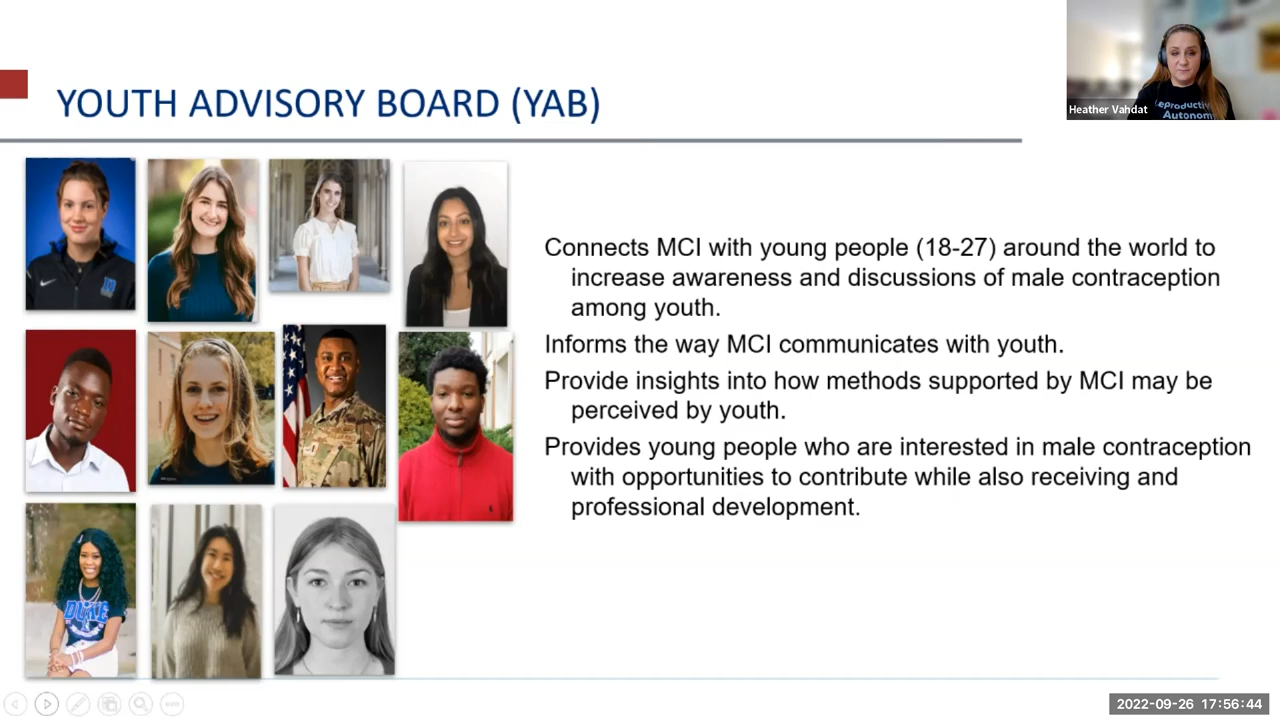 YOUTH ADVISORY BOARD (YAB)
Heather Vahdat
eproductiv
Autonom
Connects MCI with young people (18-27) around the world to
increase awareness and discussions of male contraception
among youth.
Informs the way MCI communicates with youth.
Provide insights into how methods supported by MCI may be
perceived by youth.
Provides young people who are interested in male contraception
with opportunities to contribute while also receiving and
professional development.
DUKE
2022-09-26 17:56:44